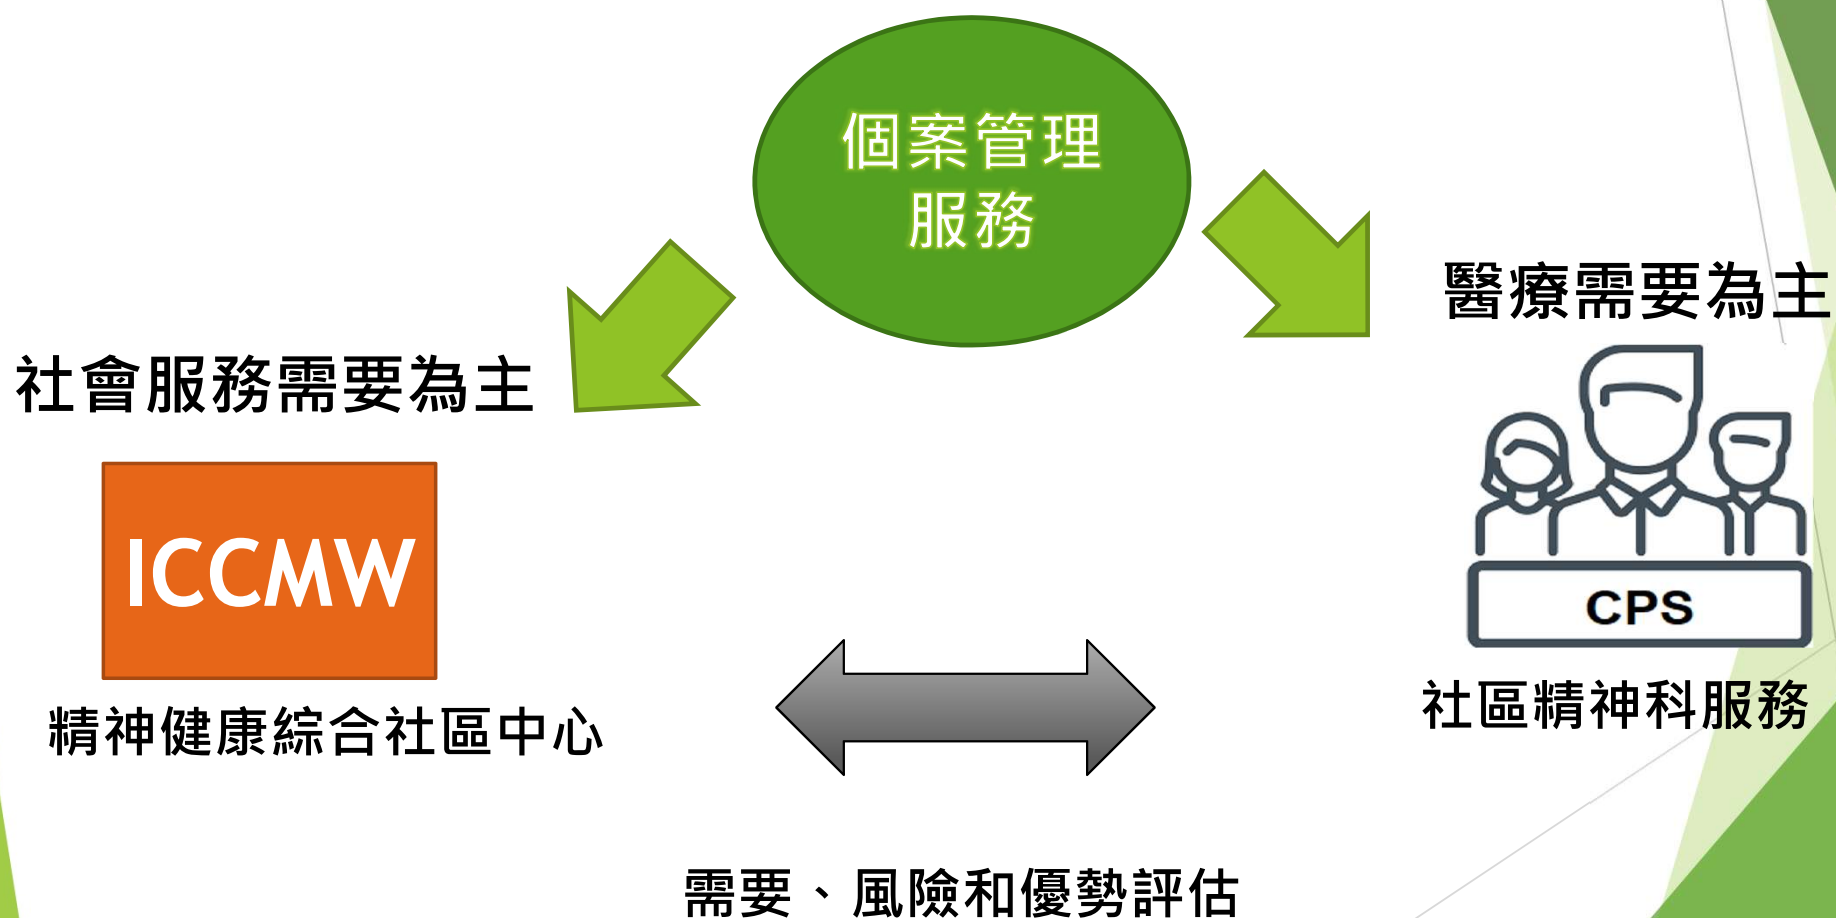 個案管理
服務
醫療需要為主
社會服務需要為主
ICCMW
CPS
精神健康綜合社區中心
社區精神科服務
需要、風險和優勢評估